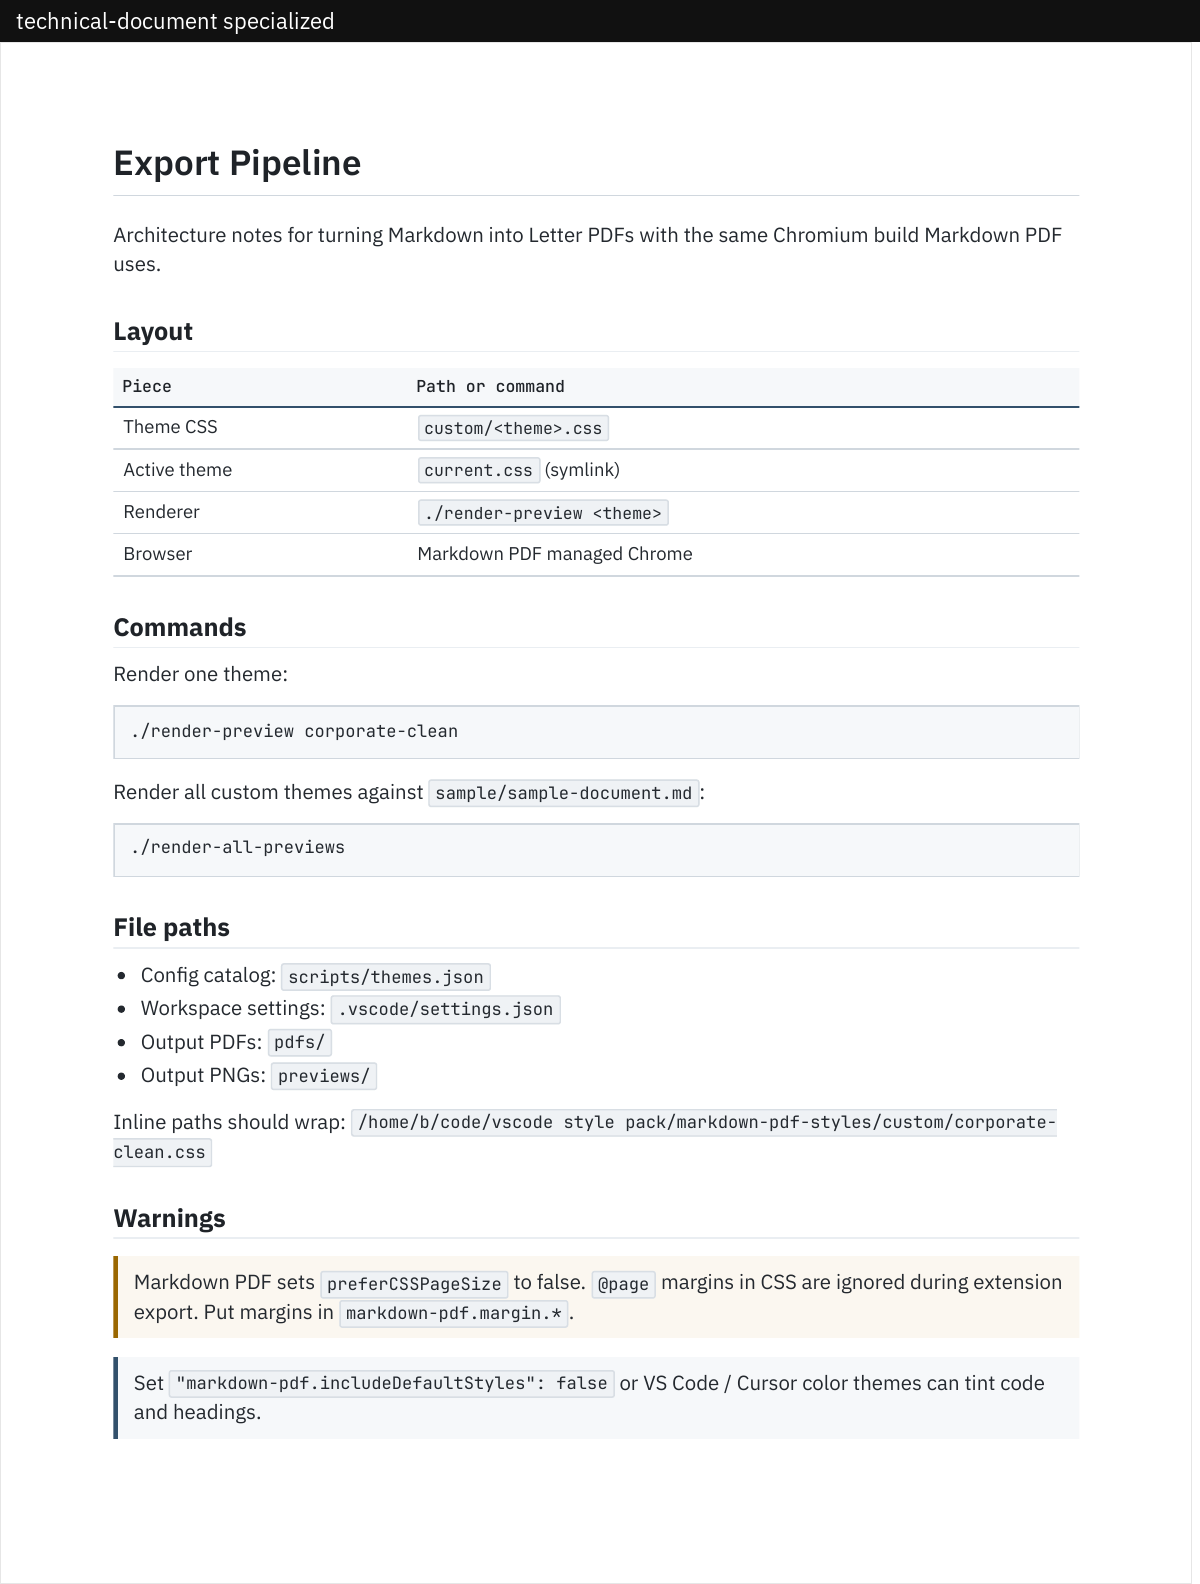 technical-document specialized
Export Pipeline
Architecture notes for turning Markdown into Letter PDFs with the same Chromium build Markdown PDF
uses.
Layout
Piece Path or command
Theme CSS custom/<theme>.css
Active theme current.css (symlink)
Renderer ./render-preview <theme>
Browser Markdown PDF managed Chrome
Commands
Render one theme:
./render-preview corporate-clean
Render all custom themes against sample/sample-document.md:
./render-all-previews
File paths
• Config catalog: scripts/themes.json
• Workspace settings: .vscode/settings.json
• Output PDFs: pdfs/
• Output PNGs: previews/
Inline paths should wrap: /home/b/code/vscode style pack/markdown-pdf-styles/custom/corporate-
clean.css
Warnings
Markdown PDF sets preferCSSPageSize to false. @page margins in CSS are ignored during extension
export. Put margins in markdown-pdf.margin.*.
Set "markdown-pdf.includeDefaultStyles": false or VS Code / Cursor color themes can tint code
and headings.